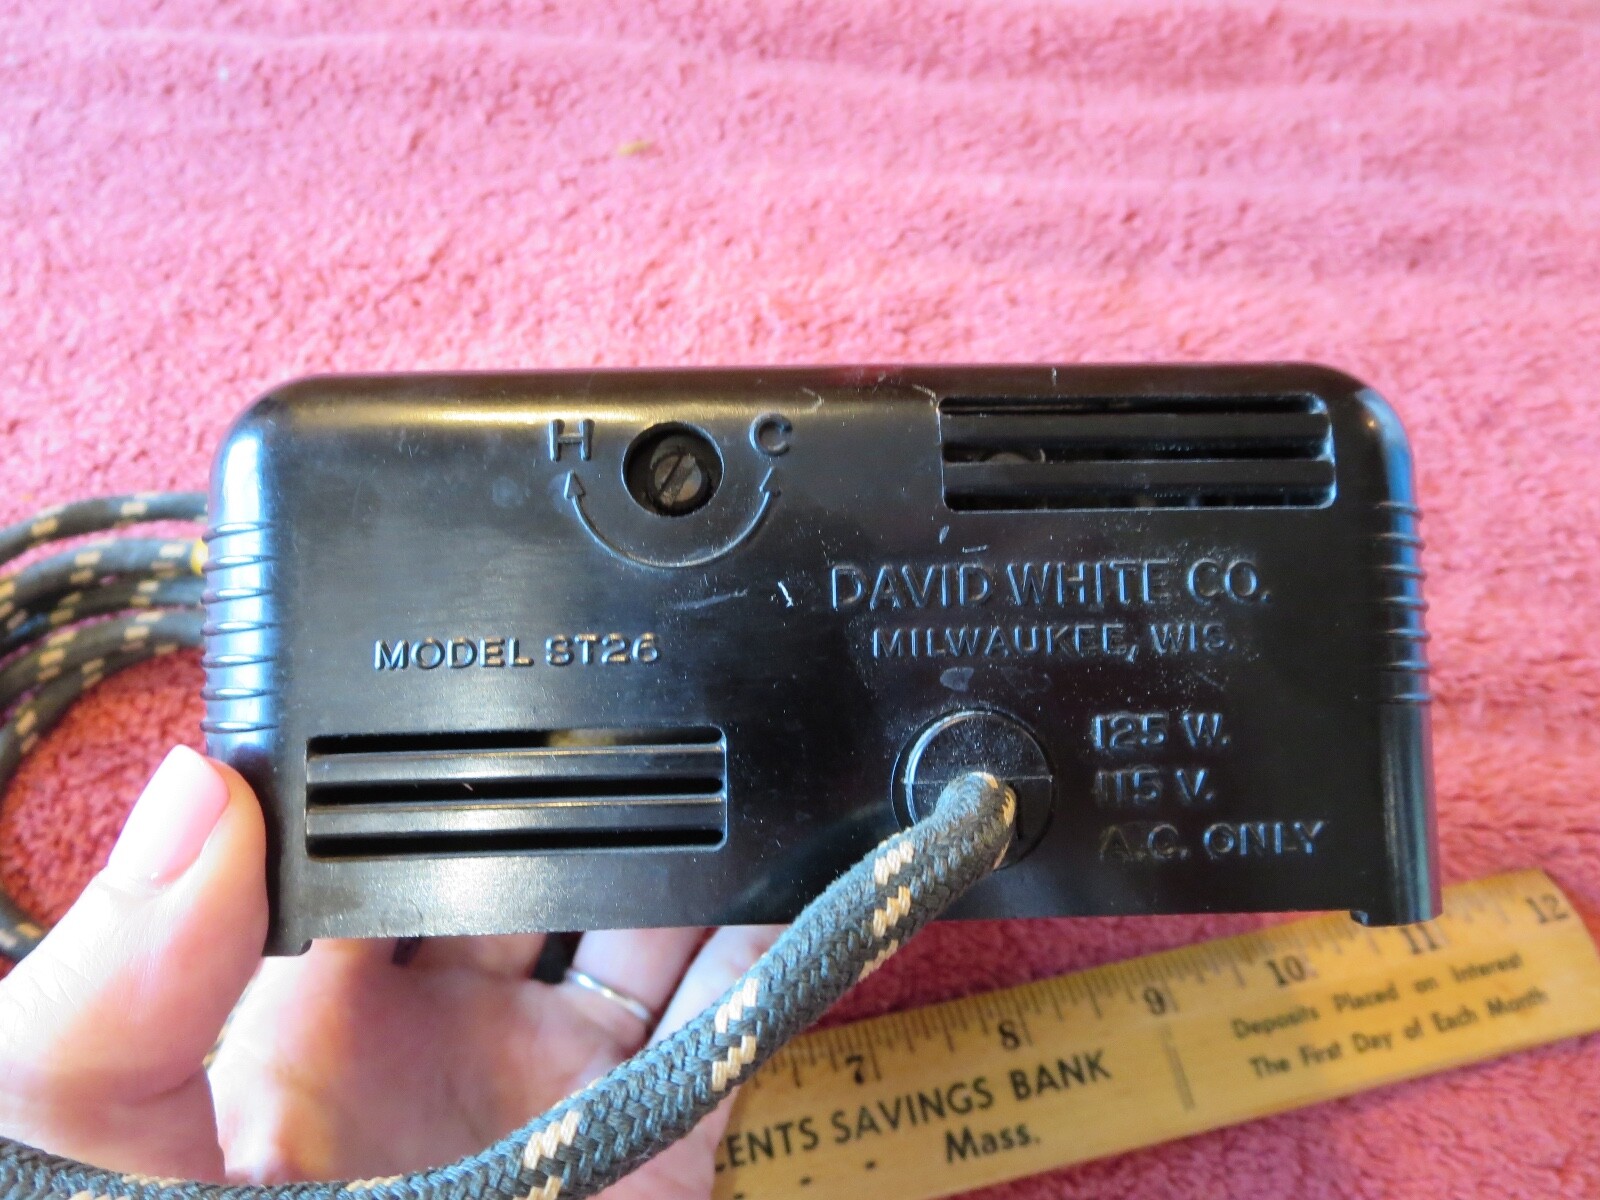 H C
DAVID WHITE CO.
MILWAUKEE, WIS.
MODEL ST26
125 W.
115 V.
A.C. ONLY
7 8 9 10 11 12
CENTS SAVINGS BANK
Mass.
Deposits Placed on Interest
The First Day of Each Month